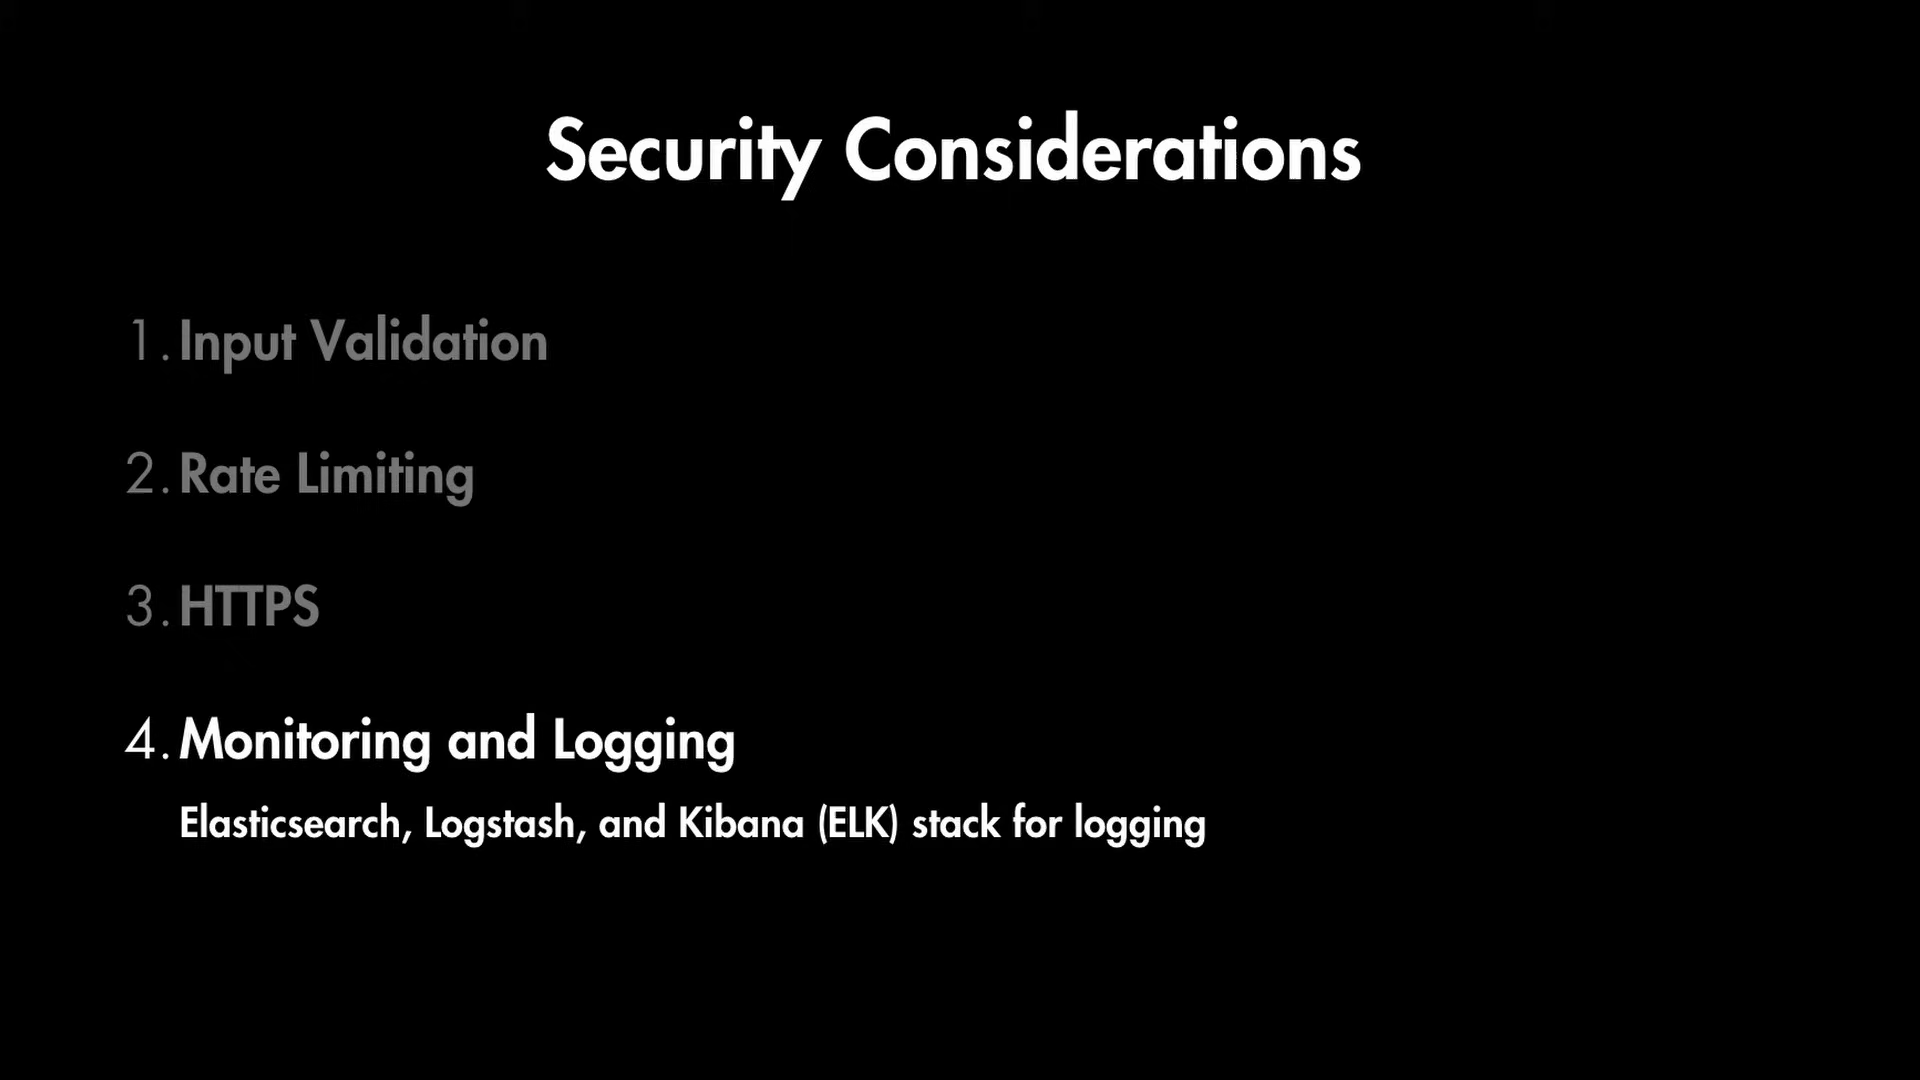 Security Considerations
1. Input Validation
2. Rate Limiting
3. HTTPS
4. Monitoring and Logging
Elasticsearch, Logstash, and Kibana (ELK) stack for logging